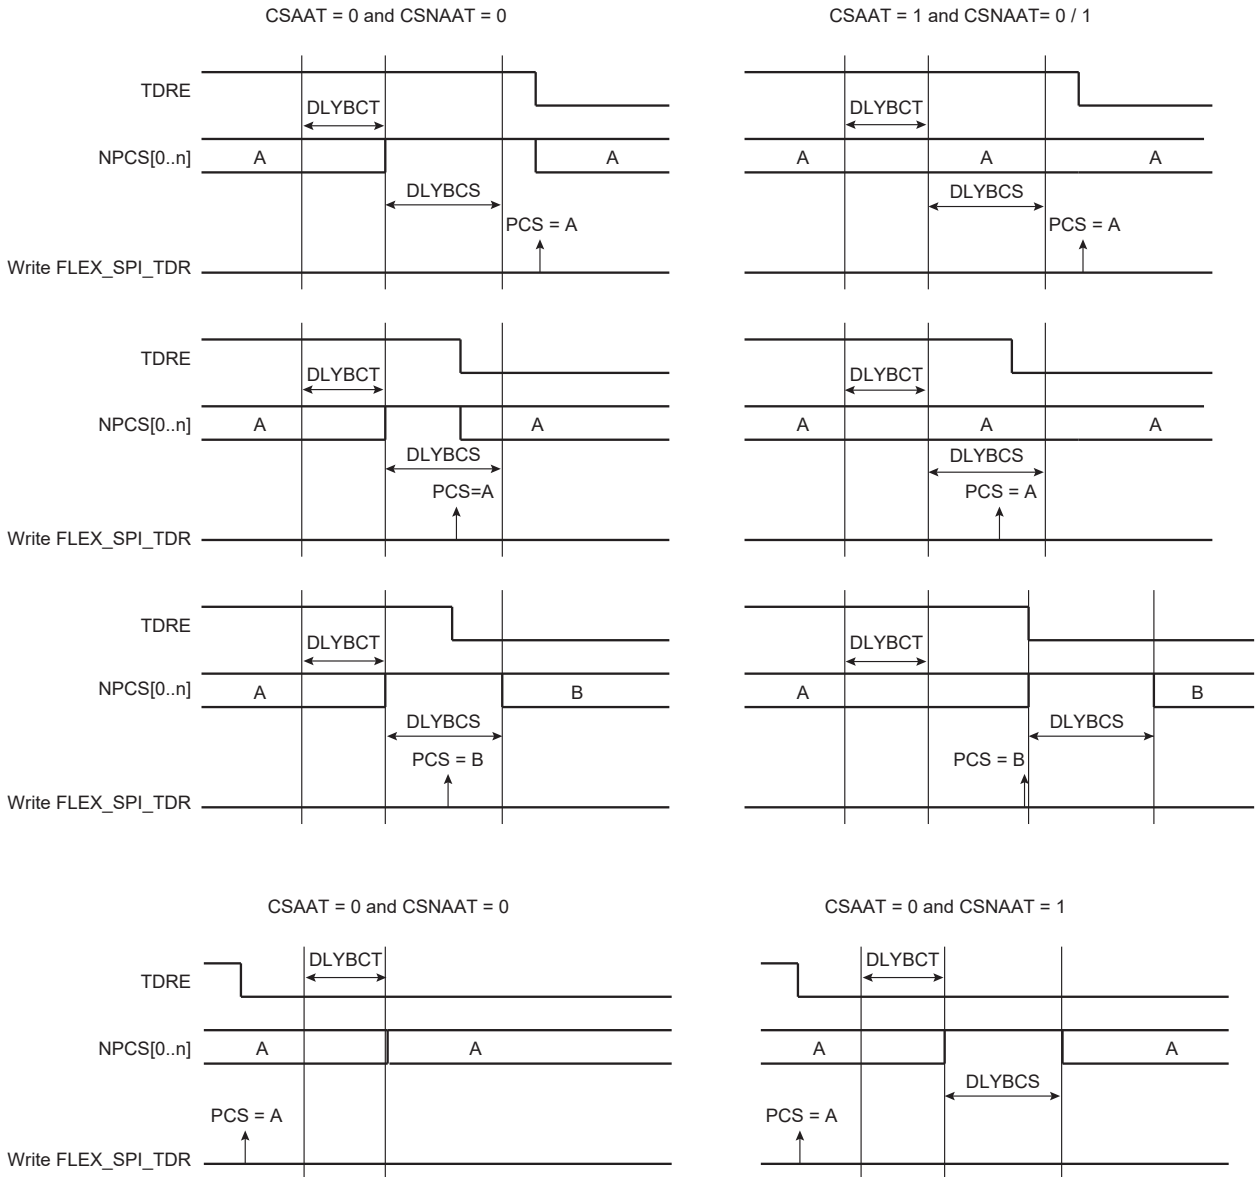 CSAAT = 0 and CSNAAT = 0
CSAAT = 1 and CSNAAT= 0 / 1
TDRE
DLYBCT
DLYBCT
NPCS[0..n]
A
A
A
A
A
DLYBCS
DLYBCS
PCS = A
PCS = A
Write FLEX_SPI_TDR
TDRE
DLYBCT
DLYBCT
NPCS[0..n]
A
A
A
A
A
DLYBCS
DLYBCS
PCS=A
PCS = A
Write FLEX_SPI_TDR
TDRE
DLYBCT
DLYBCT
NPCS[0..n]
A
B
A
B
DLYBCS
DLYBCS
PCS = B
PCS = B
Write FLEX_SPI_TDR
CSAAT = 0 and CSNAAT = 0
CSAAT = 0 and CSNAAT = 1
TDRE
DLYBCT
DLYBCT
NPCS[0..n]
A
A
A
A
DLYBCS
PCS = A
PCS = A
Write FLEX_SPI_TDR